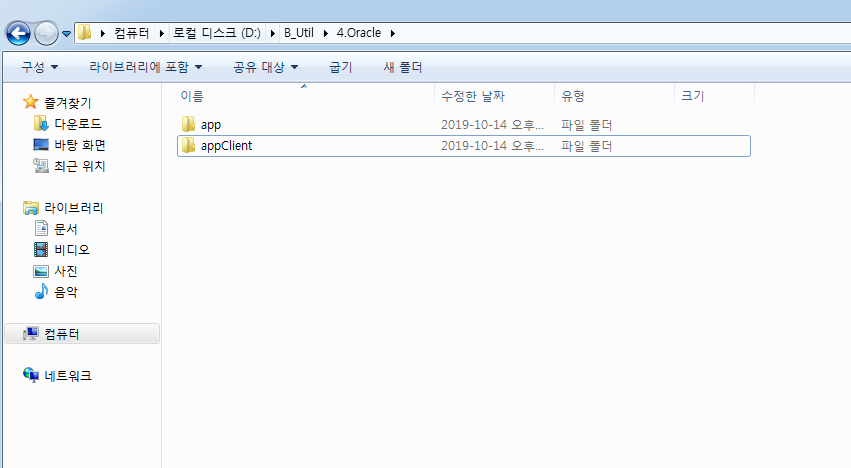 컴퓨터 로컬 디스크 (D:) B_Util 4.Oracle
구성 라이브러리에 포함 공유 대상 굽기 새 폴더
즐겨찾기
다운로드
바탕 화면
최근 위치
라이브러리
문서
비디오
사진
음악
컴퓨터
네트워크
이름 수정한 날짜 유형 크기
app 2019-10-14 오후... 파일 폴더
appClient 2019-10-14 오후... 파일 폴더